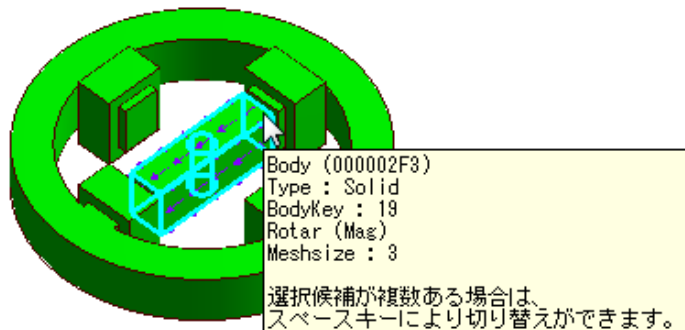 Body (000002F3)
Type : Solid
BodyKey : 19
Rotar (Mag)
Meshsize : 3
選択候補が複数ある場合は、
スペースキーにより切り替えができます。